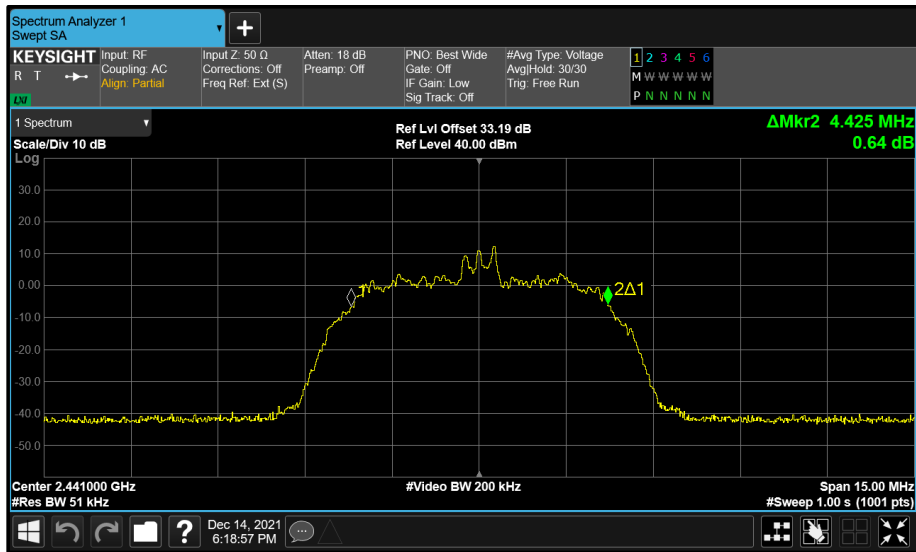 Spectrum Analyzer 1
Swept SA
+
KEYSIGHT
R T
LXI
Input: RF
Coupling: AC
Align: Partial
Input Z: 50 Ω
Corrections: Off
Freq Ref: Ext (S)
Atten: 18 dB
Preamp: Off
PNO: Best Wide
Gate: Off
IF Gain: Low
Sig Track: Off
#Avg Type: Voltage
Avg|Hold: 30/30
Trig: Free Run
1 2 3 4 5 6
M W W W W W
P N N N N N
1 Spectrum
Scale/Div 10 dB
Ref Lvl Offset 33.19 dB
Ref Level 40.00 dBm
ΔMkr2 4.425 MHz
0.64 dB
Log
30.0
20.0
10.0
0.00
-10.0
-20.0
-30.0
-40.0
-50.0
1
2Δ1
Center 2.441000 GHz
#Video BW 200 kHz
Span 15.00 MHz
#Res BW 51 kHz
#Sweep 1.00 s (1001 pts)
?
Dec 14, 2021
6:18:57 PM